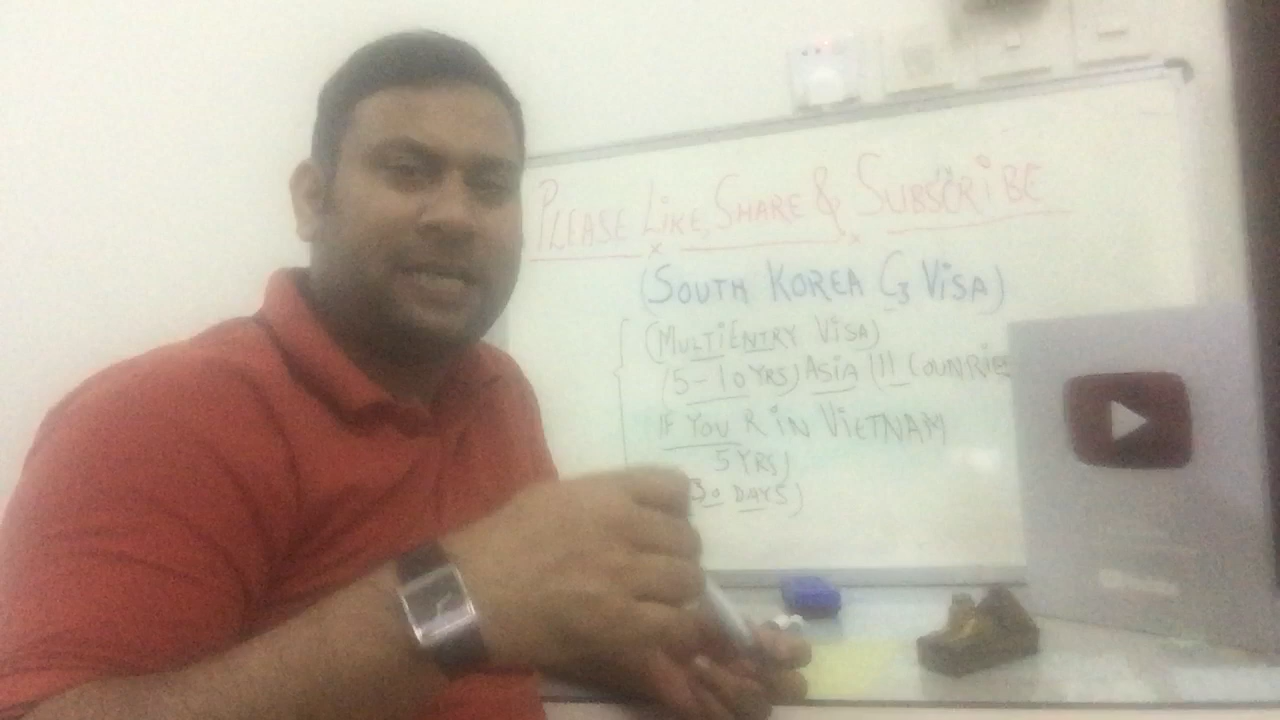 PLEASE LiKE, SHARE & SUBSCRiBE
(SOUTH KOREA C3 ViSA)
(MULTiENTRY VISA)
(5-10 YRS) ASIA (11 COUNRIES
IF YOU R iN VIETNAM
5 YRS)
30 DAYS)